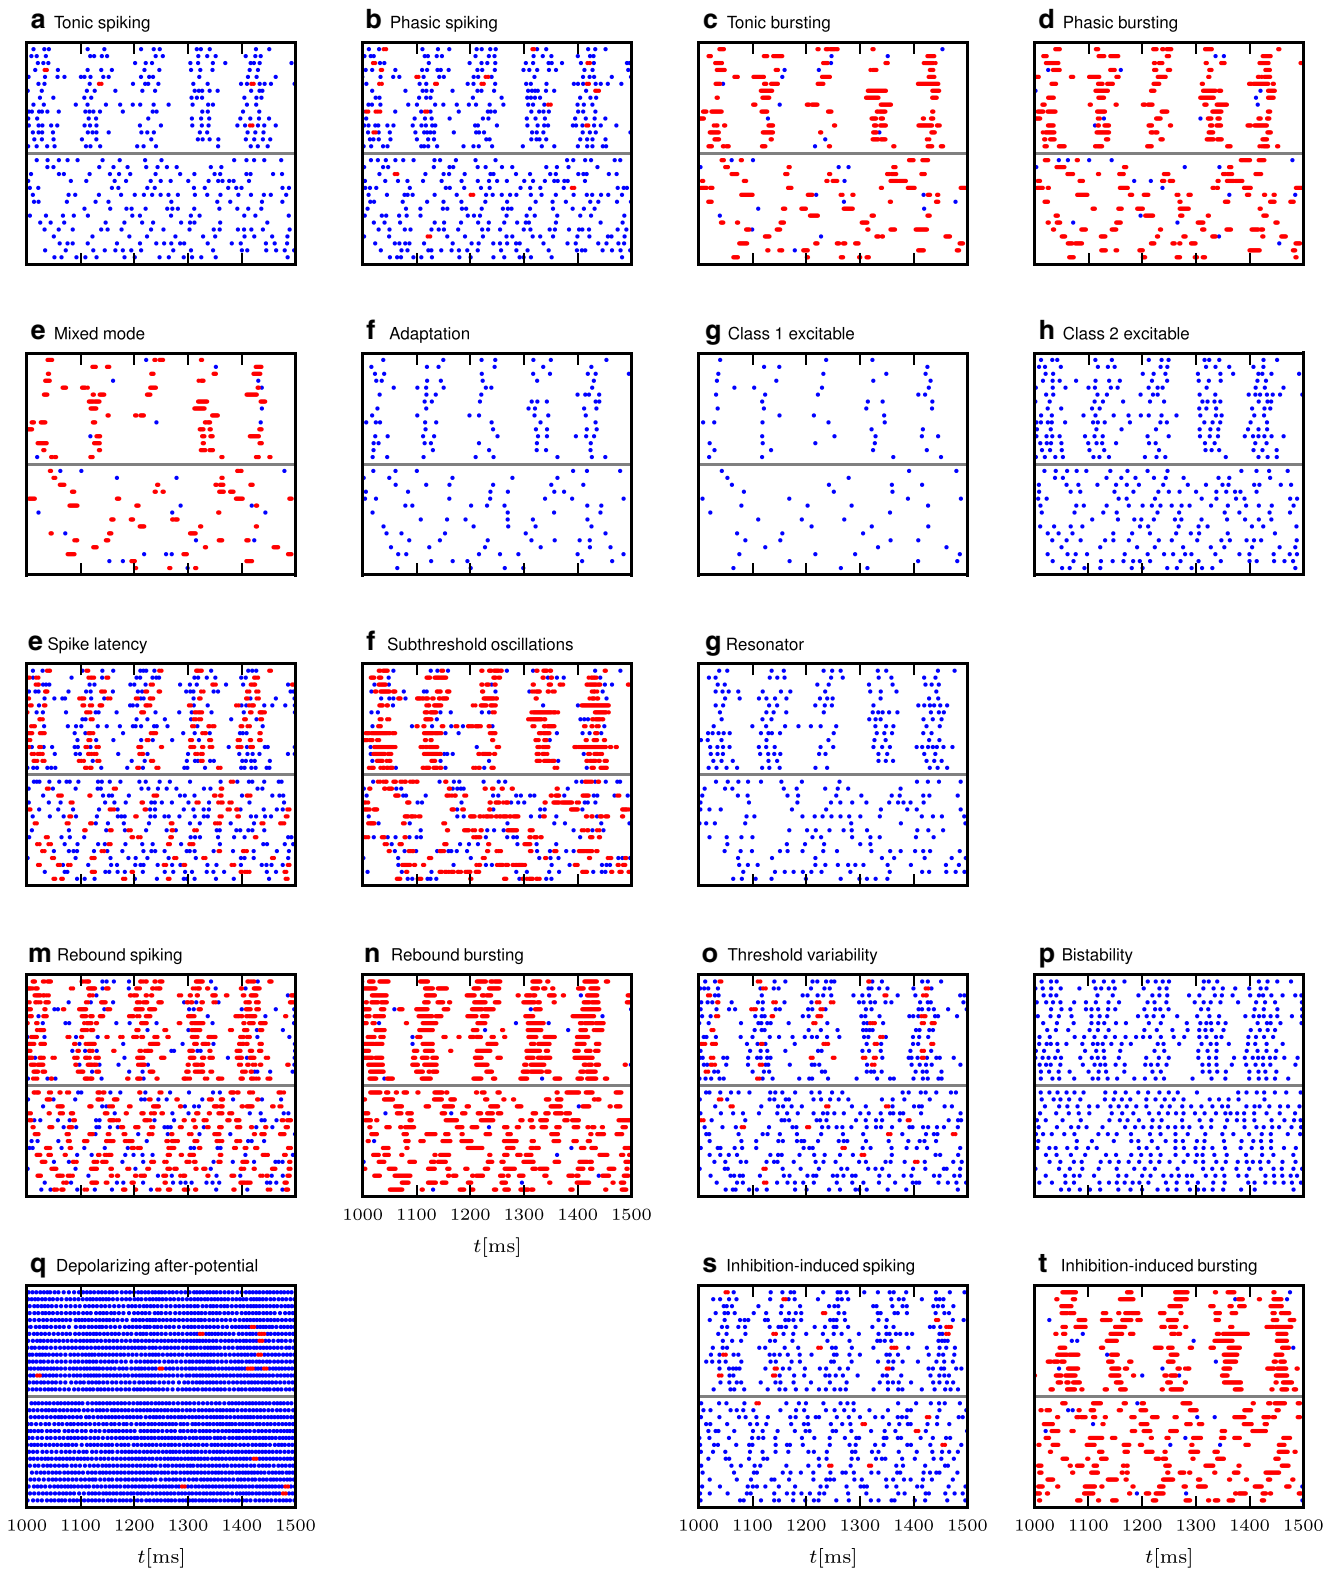 a Tonic spiking
b Phasic spiking
c Tonic bursting
d Phasic bursting
e Mixed mode
f Adaptation
g Class 1 excitable
h Class 2 excitable
e Spike latency
f Subthreshold oscillations
g Resonator
m Rebound spiking
n Rebound bursting
o Threshold variability
p Bistability
1000 1100 1200 1300 1400 1500
t[ms]
q Depolarizing after-potential
s Inhibition-induced spiking
t Inhibition-induced bursting
1000 1100 1200 1300 1400 1500
t[ms]
1000 1100 1200 1300 1400 1500
t[ms]
1000 1100 1200 1300 1400 1500
t[ms]